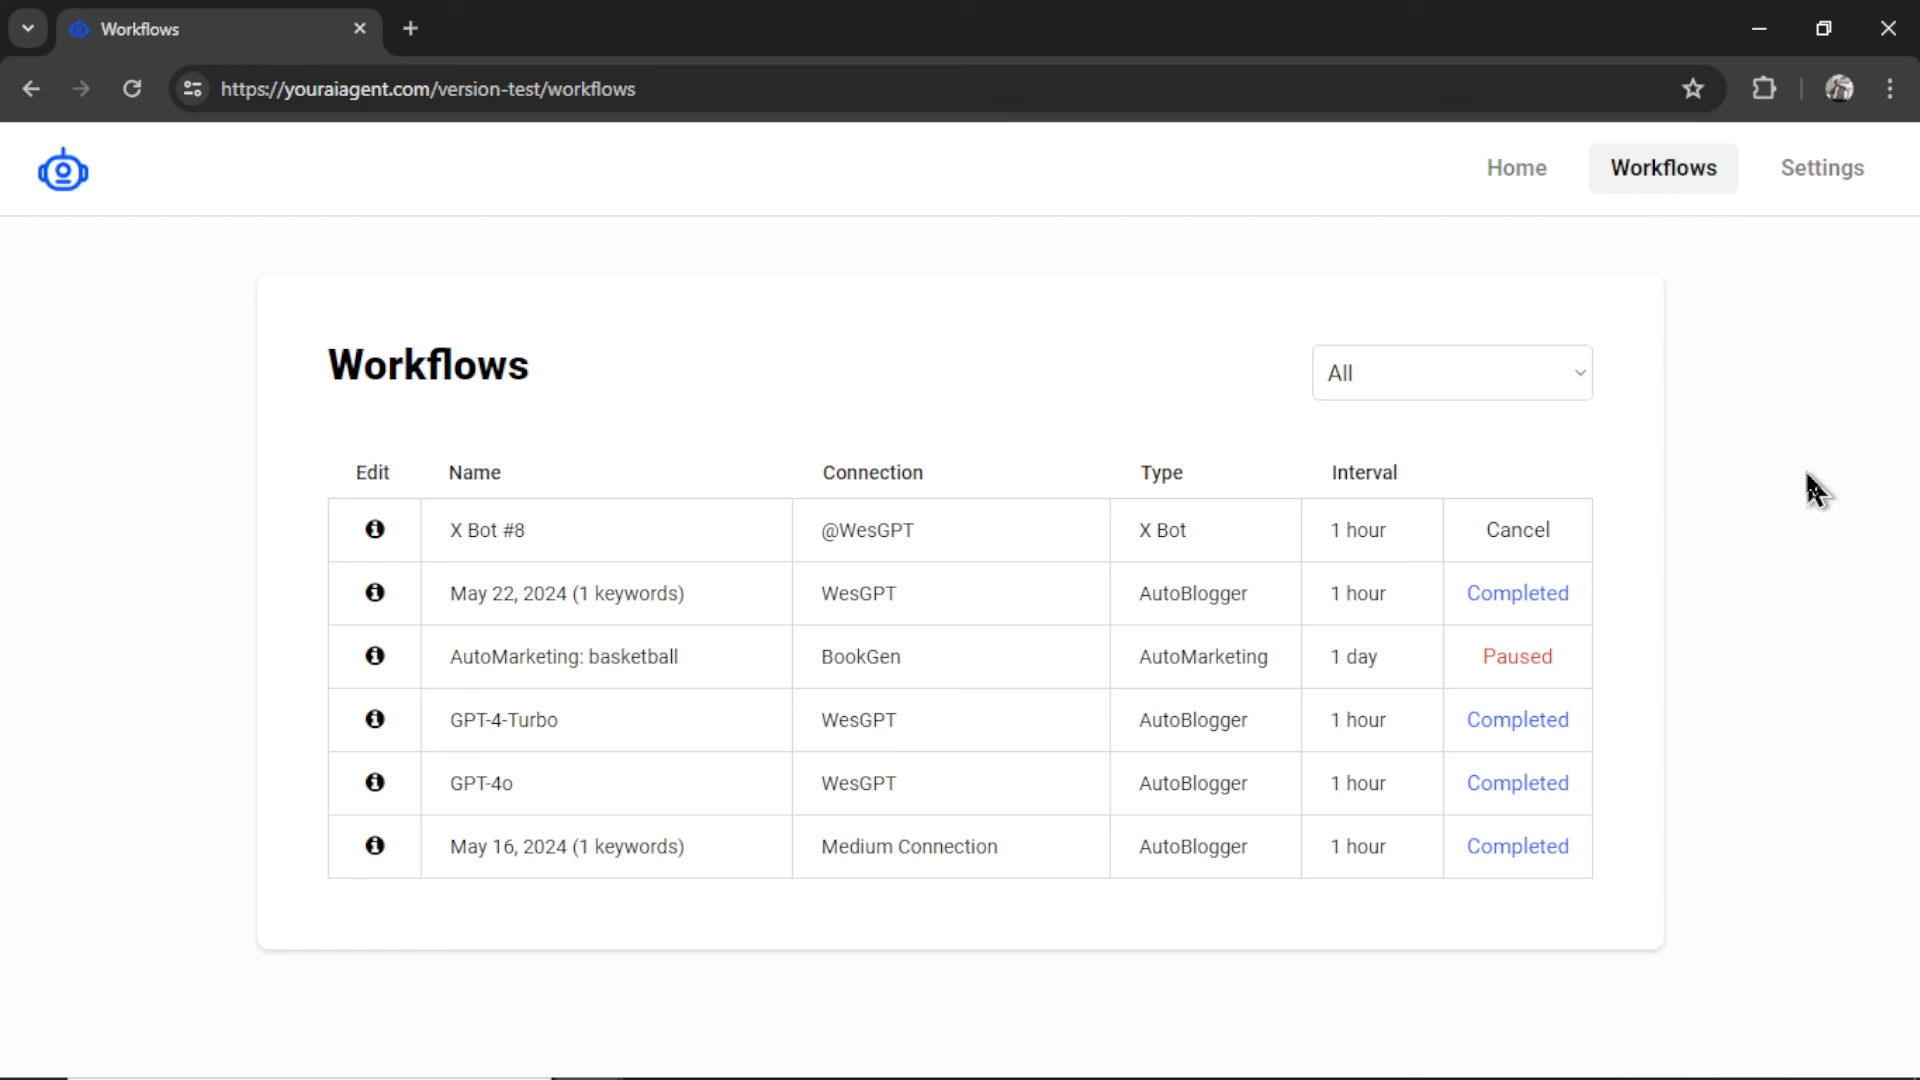 Workflows
https://youraiagent.com/version-test/workflows
Home Workflows Settings
Workflows
All
Edit Name Connection Type Interval
X Bot #8 @WesGPT X Bot 1 hour Cancel
May 22, 2024 (1 keywords) WesGPT AutoBlogger 1 hour Completed
AutoMarketing: basketball BookGen AutoMarketing 1 day Paused
GPT-4-Turbo WesGPT AutoBlogger 1 hour Completed
GPT-4o WesGPT AutoBlogger 1 hour Completed
May 16, 2024 (1 keywords) Medium Connection AutoBlogger 1 hour Completed